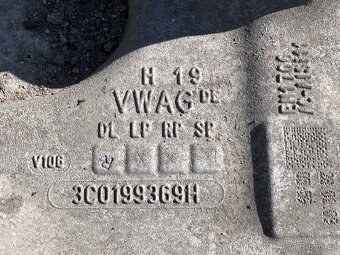 H 19
VWAG DE
DL LP RP SP
V106
3C0199369H